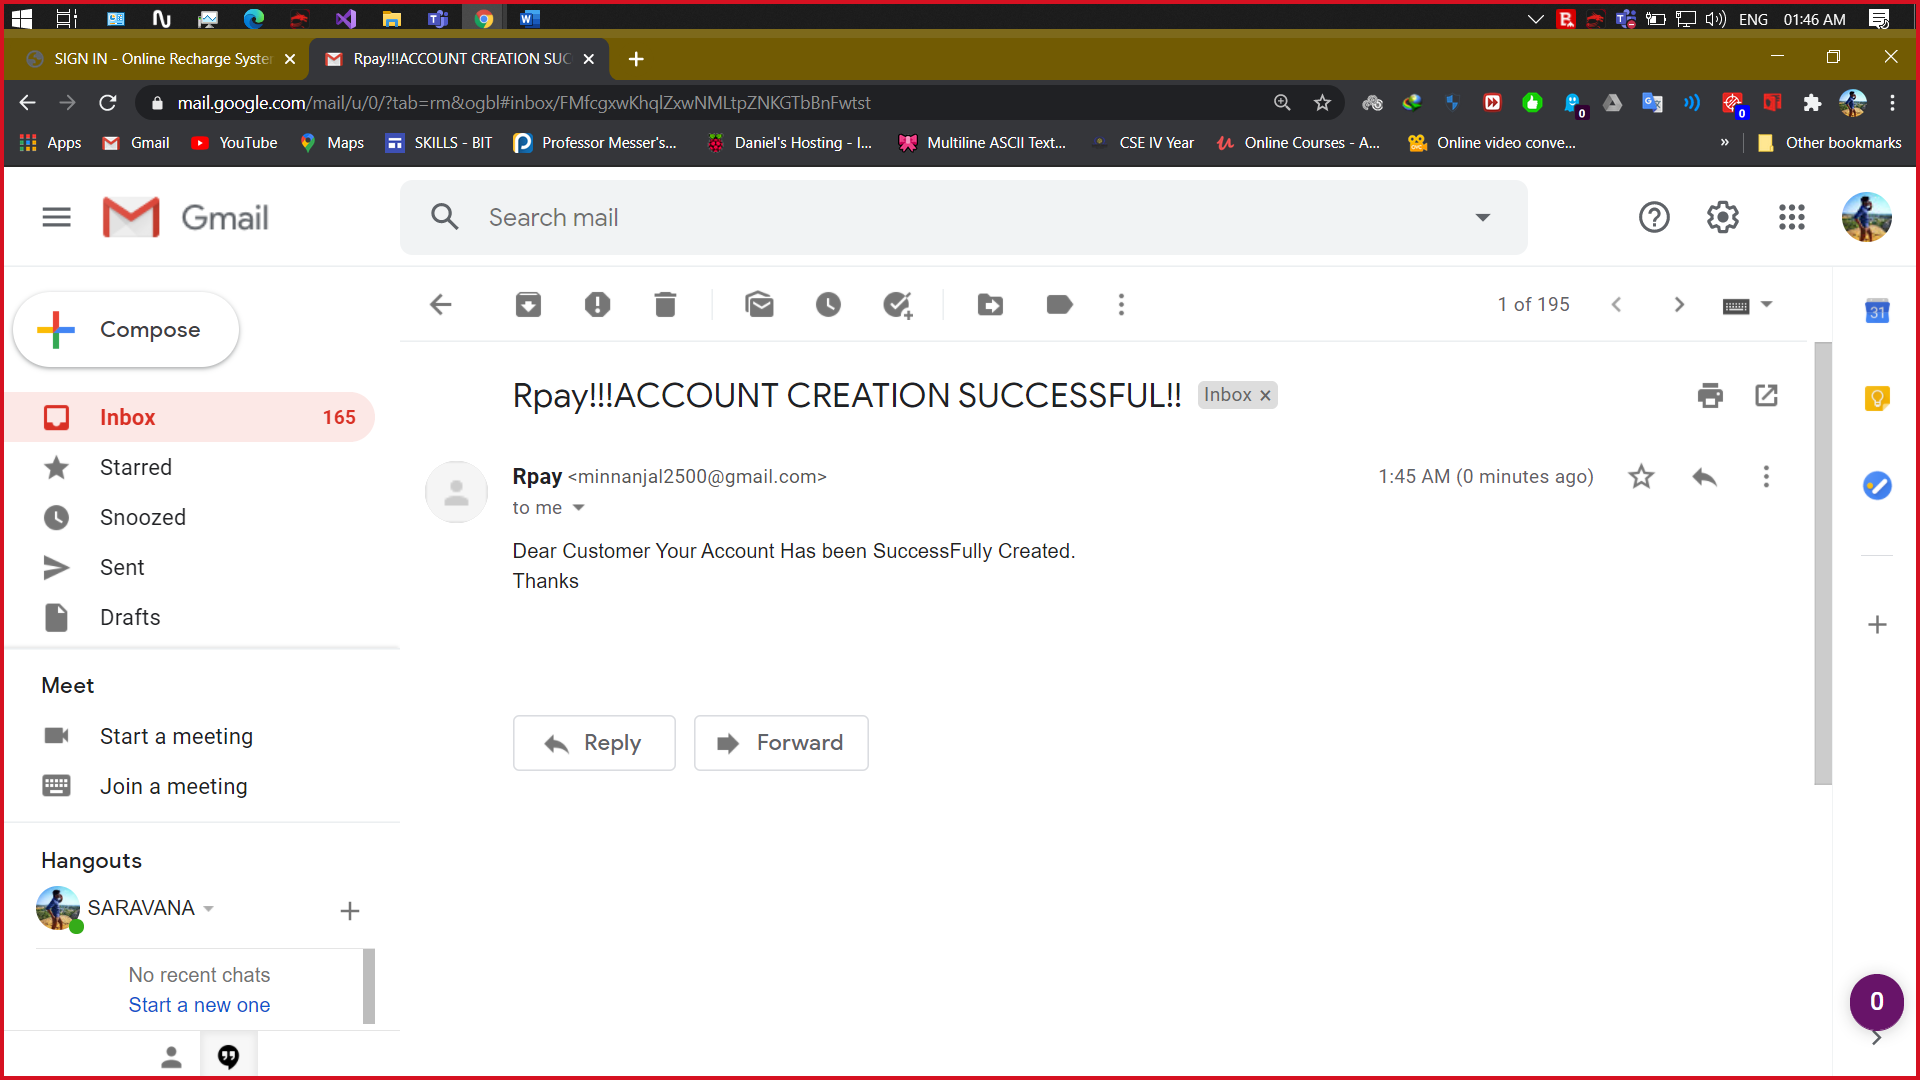 ENG 01:46 AM
SIGN IN - Online Recharge Syster
Rpay!!!ACCOUNT CREATION SUC
mail.google.com/mail/u/0/?tab=rm&ogbl#inbox/FMfcgxwKhqlZxwNMLtpZNKGTbBnFwtst
0
0
Apps
Gmail
YouTube
Maps
SKILLS - BIT
Professor Messer's...
Daniel's Hosting - I...
Multiline ASCII Text...
CSE IV Year
Online Courses - A...
Online video conve...
»
Other bookmarks
Gmail
Search mail
Compose
1 of 195
31
Inbox 165
Starred
Snoozed
Sent
Drafts
Rpay!!!ACCOUNT CREATION SUCCESSFUL!!
Inbox ×
Rpay <minnanjal2500@gmail.com>
1:45 AM (0 minutes ago)
to me
Dear Customer Your Account Has been SuccessFully Created.
Thanks
Reply
Forward
Meet
Start a meeting
Join a meeting
Hangouts
SARAVANA
No recent chats
Start a new one
0